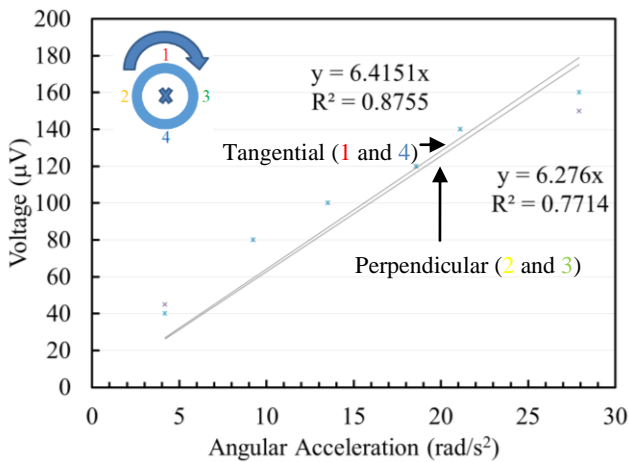 200
180
160
140
120
100
80
60
40
20
0
Voltage (μV)
1
2
3
4
y = 6.4151x
R² = 0.8755
Tangential (1 and 4)
y = 6.276x
R² = 0.7714
Perpendicular (2 and 3)
0 5 10 15 20 25 30
Angular Acceleration (rad/s²)